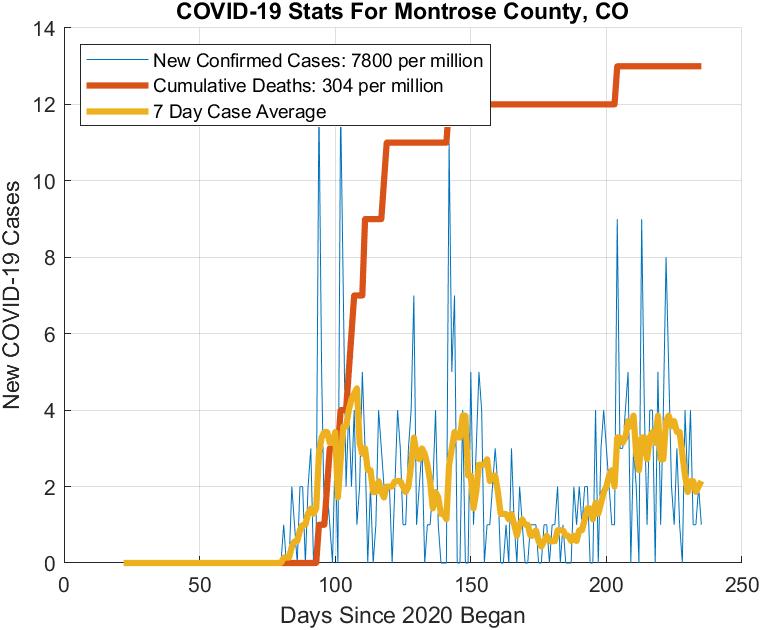 COVID-19 Stats For Montrose County, CO
14
12
10
8
6
4
2
0
New Confirmed Cases: 7800 per million
Cumulative Deaths: 304 per million
7 Day Case Average
New COVID-19 Cases
0 50 100 150 200 250
Days Since 2020 Began